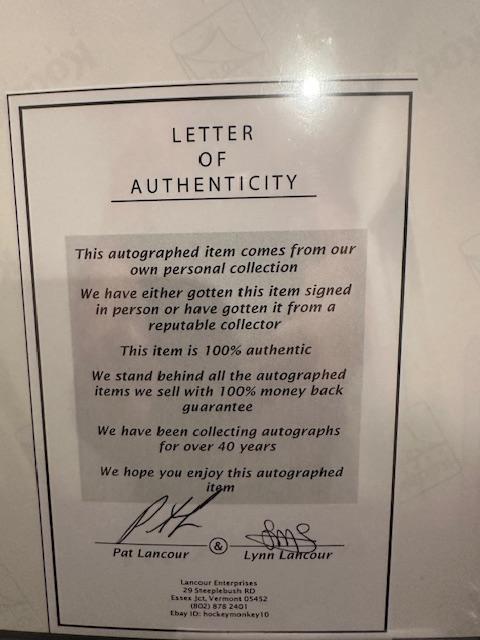 LETTER
OF
AUTHENTICITY
This autographed item comes from our
own personal collection
We have either gotten this item signed
in person or have gotten it from a
reputable collector
This item is 100% authentic
We stand behind all the autographed
items we sell with 100% money back
guarantee
We have been collecting autographs
for over 40 years
We hope you enjoy this autographed
item
Pat Lancour & Lynn Lancour
Lancour Enterprises
29 Steeplebush RD
Essex Jct, Vermont 05452
(802) 878 2401
Ebay ID: hockeymonkey10